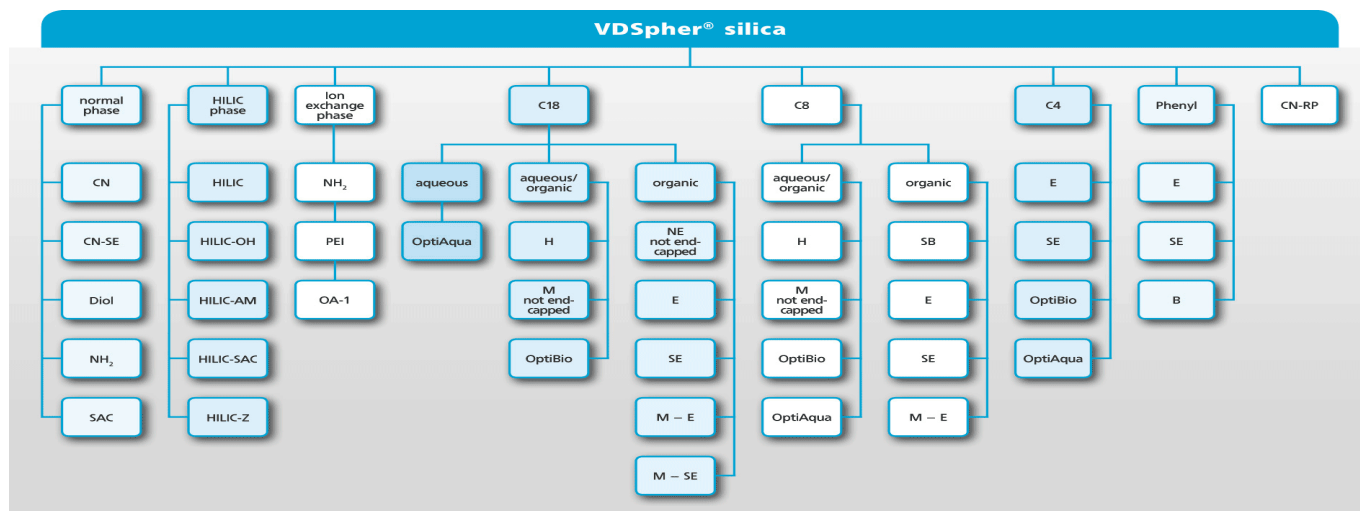 VDSpher® silica
normal
phase
HILIC
phase
Ion
exchange
phase
C18
C8
C4
Phenyl
CN-RP
CN
HILIC
NH₂
aqueous
aqueous/
organic
organic
aqueous/
organic
organic
E
E
CN-SE
HILIC-OH
PEI
OptiAqua
H
NE
not end-
capped
H
SB
SE
SE
Diol
HILIC-AM
OA-1
M
not end-
capped
E
M
not end-
capped
E
OptiBio
B
NH₂
HILIC-SAC
OptiBio
SE
OptiBio
SE
OptiAqua
SAC
HILIC-Z
M – E
OptiAqua
M – E
M – SE